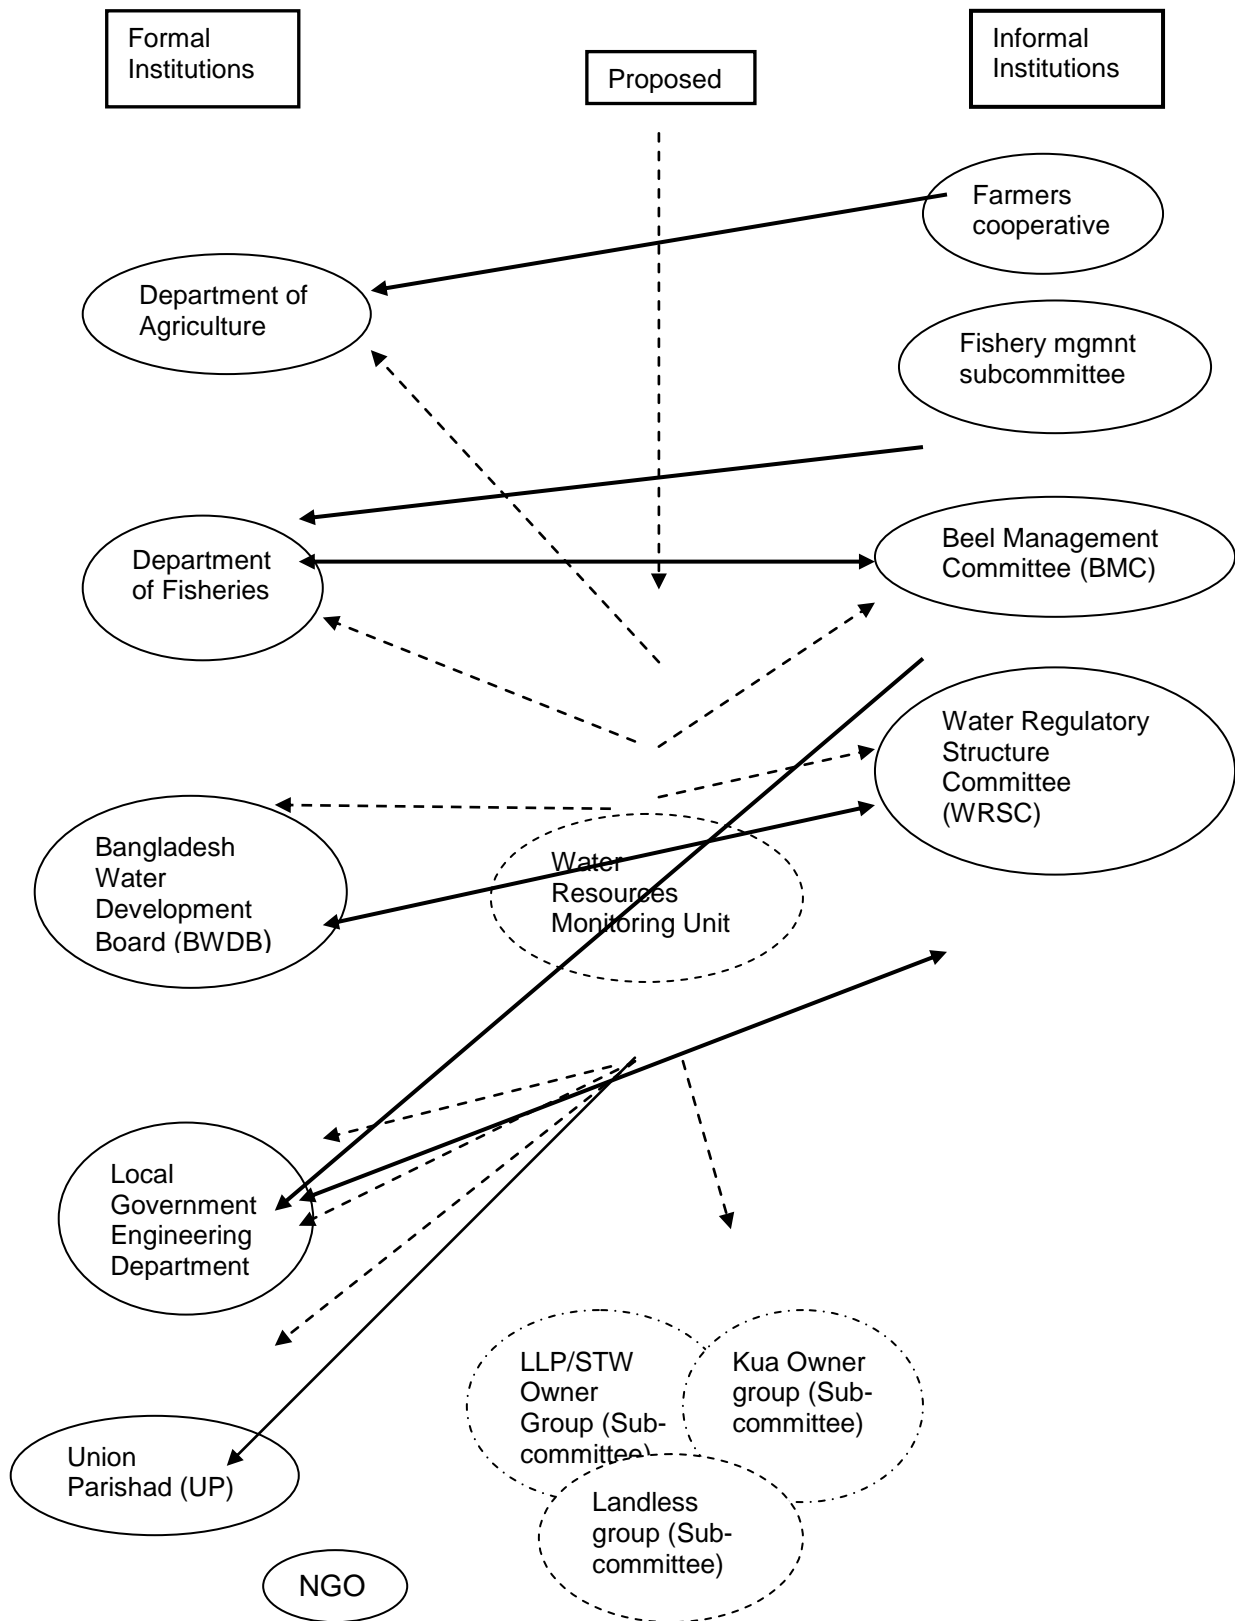 Formal
Institutions
Proposed
Informal
Institutions
Farmers
cooperative
Department of
Agriculture
Fishery mgmnt
subcommittee
Department
of Fisheries
Beel Management
Committee (BMC)
Water Regulatory
Structure
Committee
(WRSC)
Bangladesh
Water
Development
Board (BWDB)
Water
Resources
Monitoring Unit
Local
Government
Engineering
Department
LLP/STW
Owner
Group (Sub-
committee)
Kua Owner
group (Sub-
committee)
Union
Parishad (UP)
Landless
group (Sub-
committee)
NGO